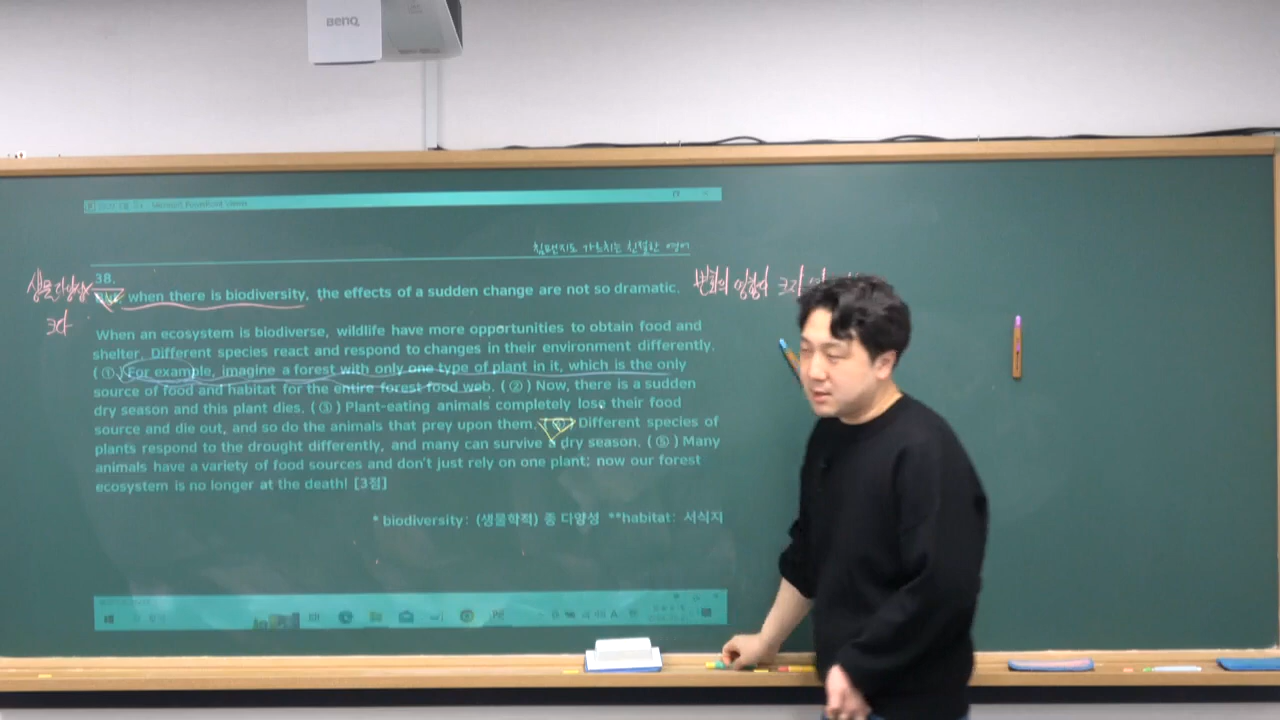 BenQ
Microsoft PowerPoint Viewer
침팬지도 가르치는 친절한 영어
38.
생물다양성
But when there is biodiversity, the effects of a sudden change are not so dramatic.
변화의 영향이 크지
크다
When an ecosystem is biodiverse, wildlife have more opportunities to obtain food and
shelter. Different species react and respond to changes in their environment differently.
( ① ) For example, imagine a forest with only one type of plant in it, which is the only
source of food and habitat for the entire forest food web. ( ② ) Now, there is a sudden
dry season and this plant dies. ( ③ ) Plant-eating animals completely lose their food
source and die out, and so do the animals that prey upon them. ( ④ ) Different species of
plants respond to the drought differently, and many can survive a dry season. ( ⑤ ) Many
animals have a variety of food sources and don't just rely on one plant; now our forest
ecosystem is no longer at the death! [3점]
* biodiversity: (생물학적) 종 다양성 **habitat: 서식지